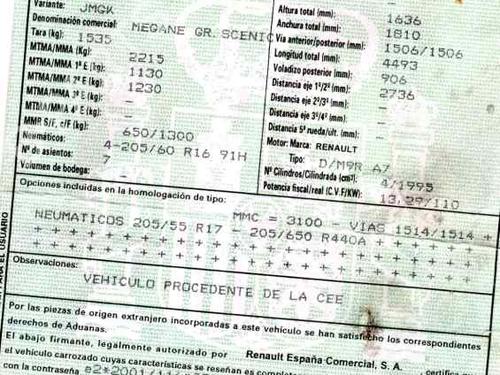 Variante: JMGK
Denominación comercial: MEGANE GR. SCENIC
Tara (kg): 1535
MTMA/MMA (Kg): 2215
MTMA/MMA 1º E (kg): 1130
MTMA/MMA 2º E (kg): 1230
MTMA/MMA 3º E (kg): –
MTMA/MMA 4º E (kg): –
MMR S/F, c/F (kg): 650/1300
Neumáticos: 4-205/60 R16 91H
Nº de asientos: 7
Volumen de bodega: –
Altura total (mm): 1636
Anchura total (mm): 1810
Vía anterior/posterior (mm): 1506/1506
Longitud total (mm): 4493
Voladizo posterior (mm): 906
Distancia eje 1º/2º (mm): 2736
Distancia eje 2º/3º (mm): –
Distancia eje 3º/4º (mm): –
Distancia 5ª rueda/ult. (mm): –
Motor: Marca: RENAULT
Tipo: D/M9R A7
Nº Cilindros/Cilindrada (cm³): 4/1995
Potencia fiscal/real (C.V.F/KW): 13,29/110
Opciones incluidas en la homologación de tipo:
NEUMATICOS 205/55 R17 – MMC = 3100 – VIAS 1514/1514 +
+ + + + + + + + – 205/650 R440A + + + + + +
Observaciones:
VEHICULO PROCEDENTE DE LA CEE
Por las piezas de origen extranjero incorporadas a este vehículo se han satisfecho los correspondientes
derechos de Aduanas.
El abajo firmante, legalmente autorizado por Renault España Comercial, S. A. certifica
el vehículo carrozado cuyas características se reseñan es
con la contraseña e2*2001/116
PARA EL USUARIO